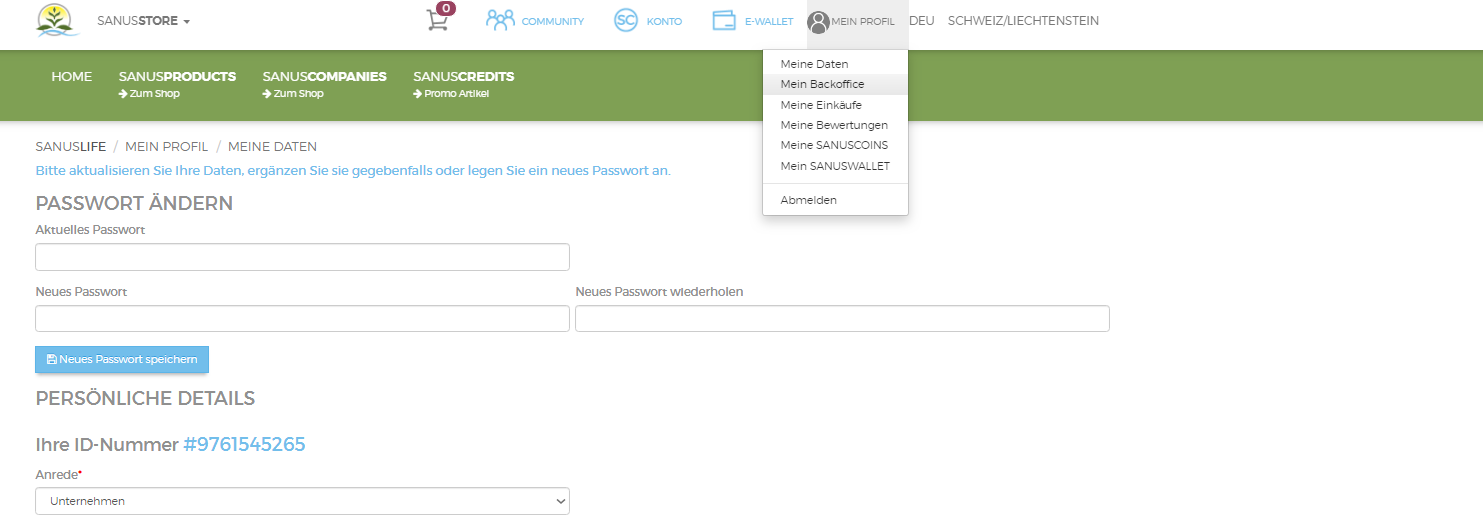 SANUSSTORE
0
COMMUNITY
SC
KONTO
E-WALLET
MEIN PROFIL
DEU
SCHWEIZ/LIECHTENSTEIN
Meine Daten
Mein Backoffice
Meine Einkäufe
Meine Bewertungen
Meine SANUSCOINS
Mein SANUSWALLET
Abmelden
HOME
SANUSPRODUCTS
Zum Shop
SANUSCOMPANIES
Zum Shop
SANUSCREDITS
Promo Artikel
SANUSLIFE / MEIN PROFIL / MEINE DATEN
Bitte aktualisieren Sie Ihre Daten, ergänzen Sie sie gegebenfalls oder legen Sie ein neues Passwort an.
PASSWORT ÄNDERN
Aktuelles Passwort
Neues Passwort
Neues Passwort wiederholen
Neues Passwort speichern
PERSÖNLICHE DETAILS
Ihre ID-Nummer #9761545265
Anrede*
Unternehmen